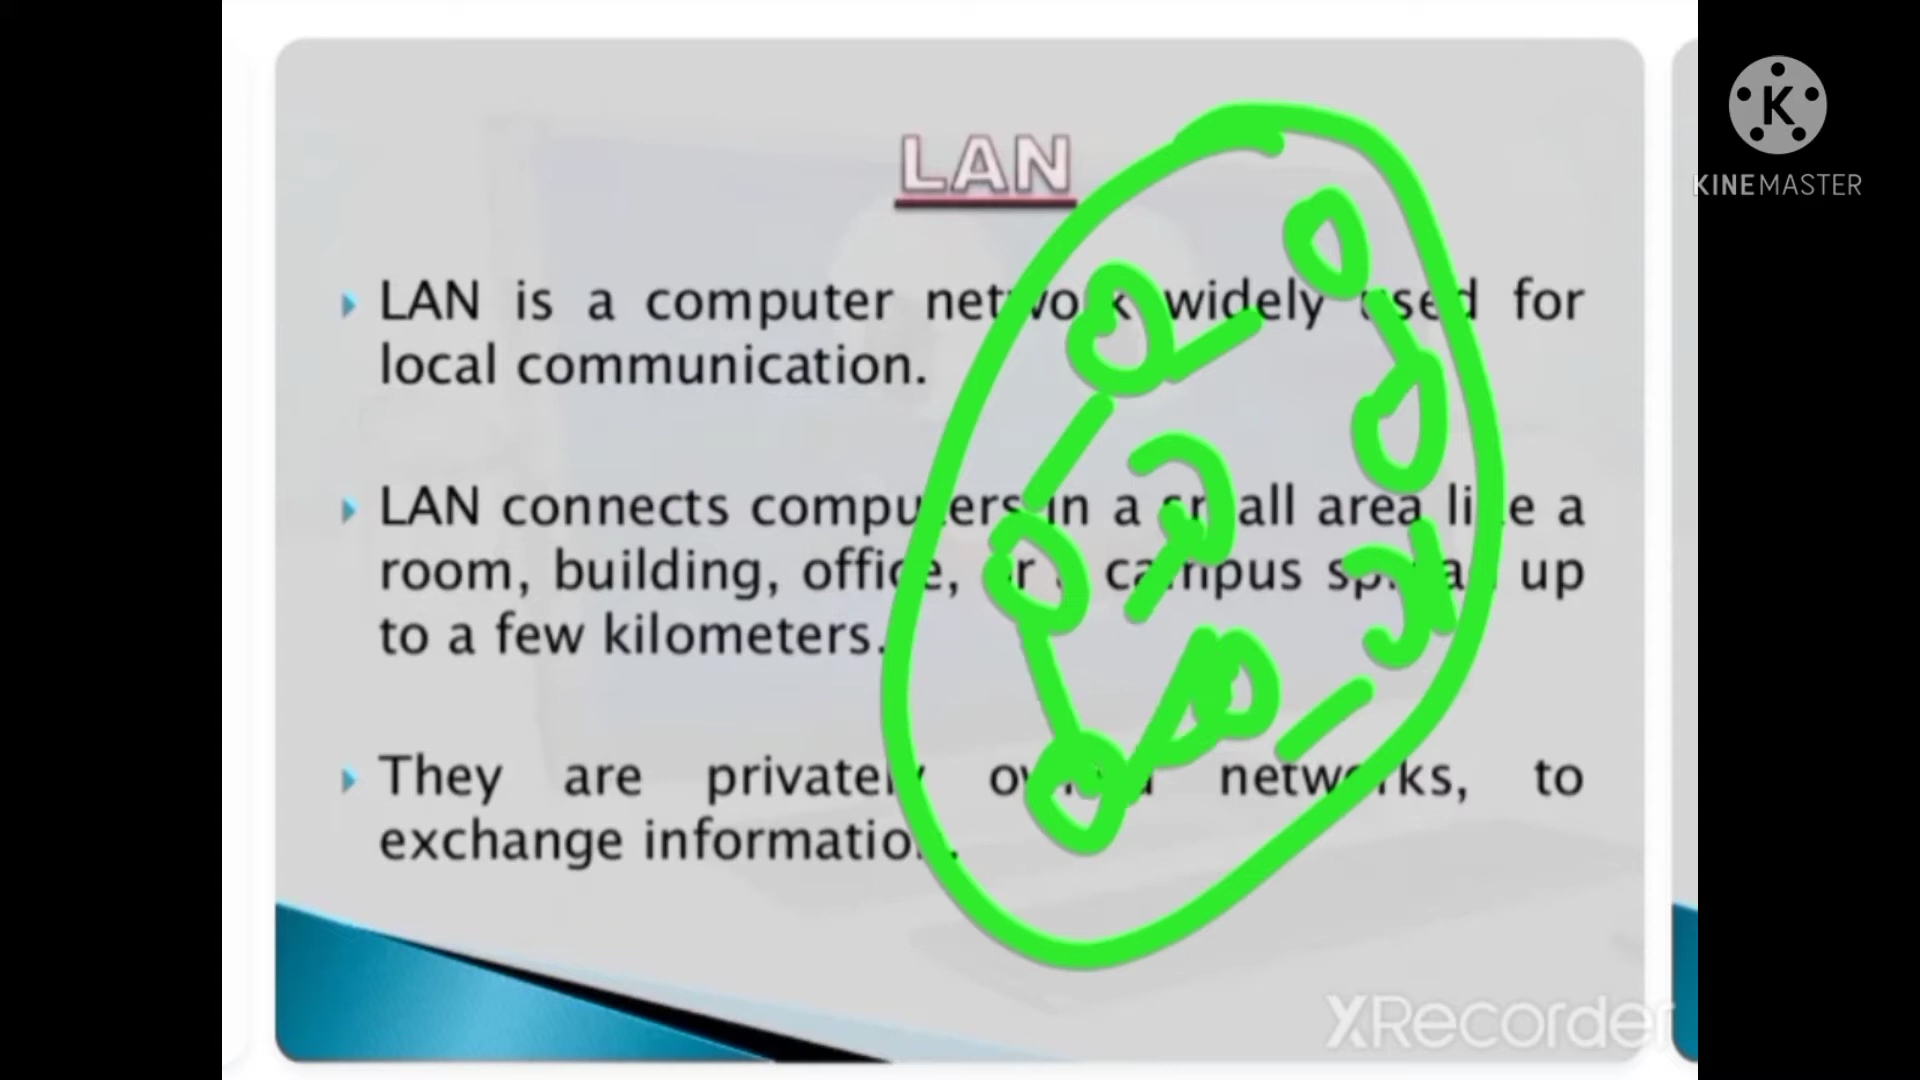 LAN
LAN is a computer network widely used for
local communication.
LAN connects computers in a small area like a
room, building, office, or a campus spread up
to a few kilometers.
They are privately owned networks, to
exchange information.
K
KINEMASTER
XRecorder